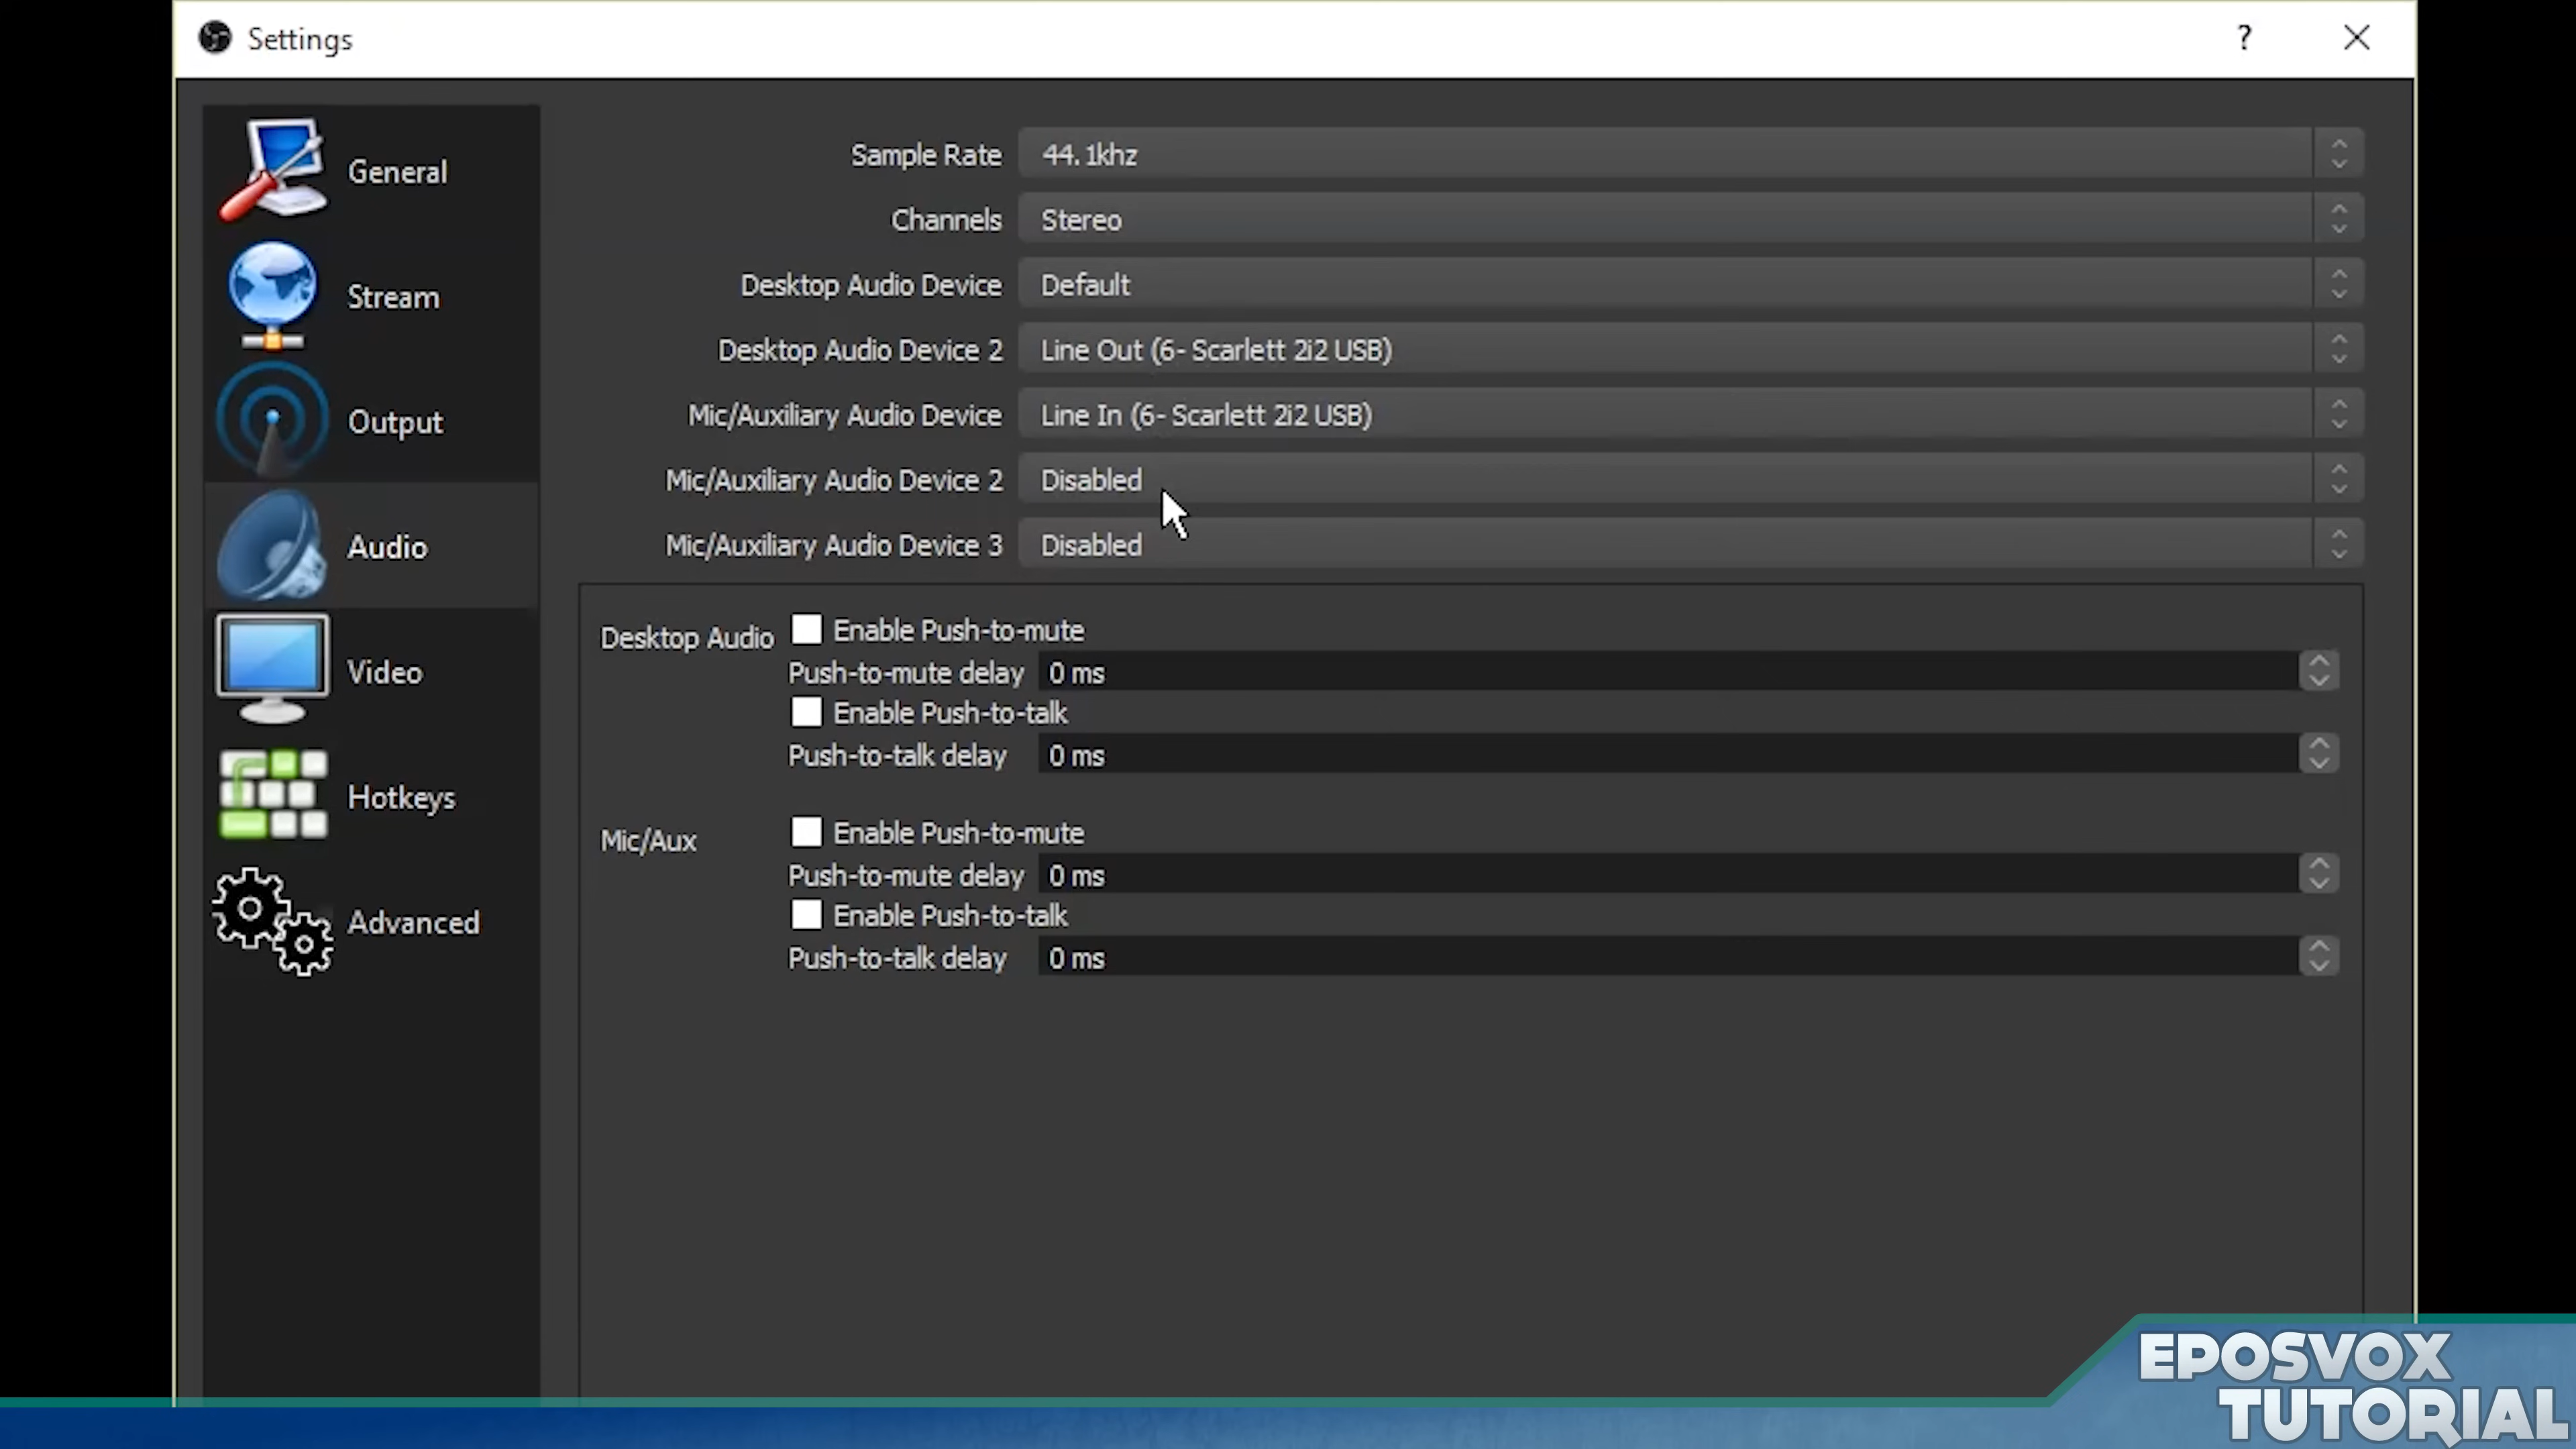 Settings
?
General
Stream
Output
Audio
Video
Hotkeys
Advanced
Sample Rate 44.1khz
Channels Stereo
Desktop Audio Device Default
Desktop Audio Device 2 Line Out (6- Scarlett 2i2 USB)
Mic/Auxiliary Audio Device Line In (6- Scarlett 2i2 USB)
Mic/Auxiliary Audio Device 2 Disabled
Mic/Auxiliary Audio Device 3 Disabled
Desktop Audio Enable Push-to-mute
Push-to-mute delay 0 ms
Enable Push-to-talk
Push-to-talk delay 0 ms
Mic/Aux Enable Push-to-mute
Push-to-mute delay 0 ms
Enable Push-to-talk
Push-to-talk delay 0 ms
EPOSVOX
TUTORIAL